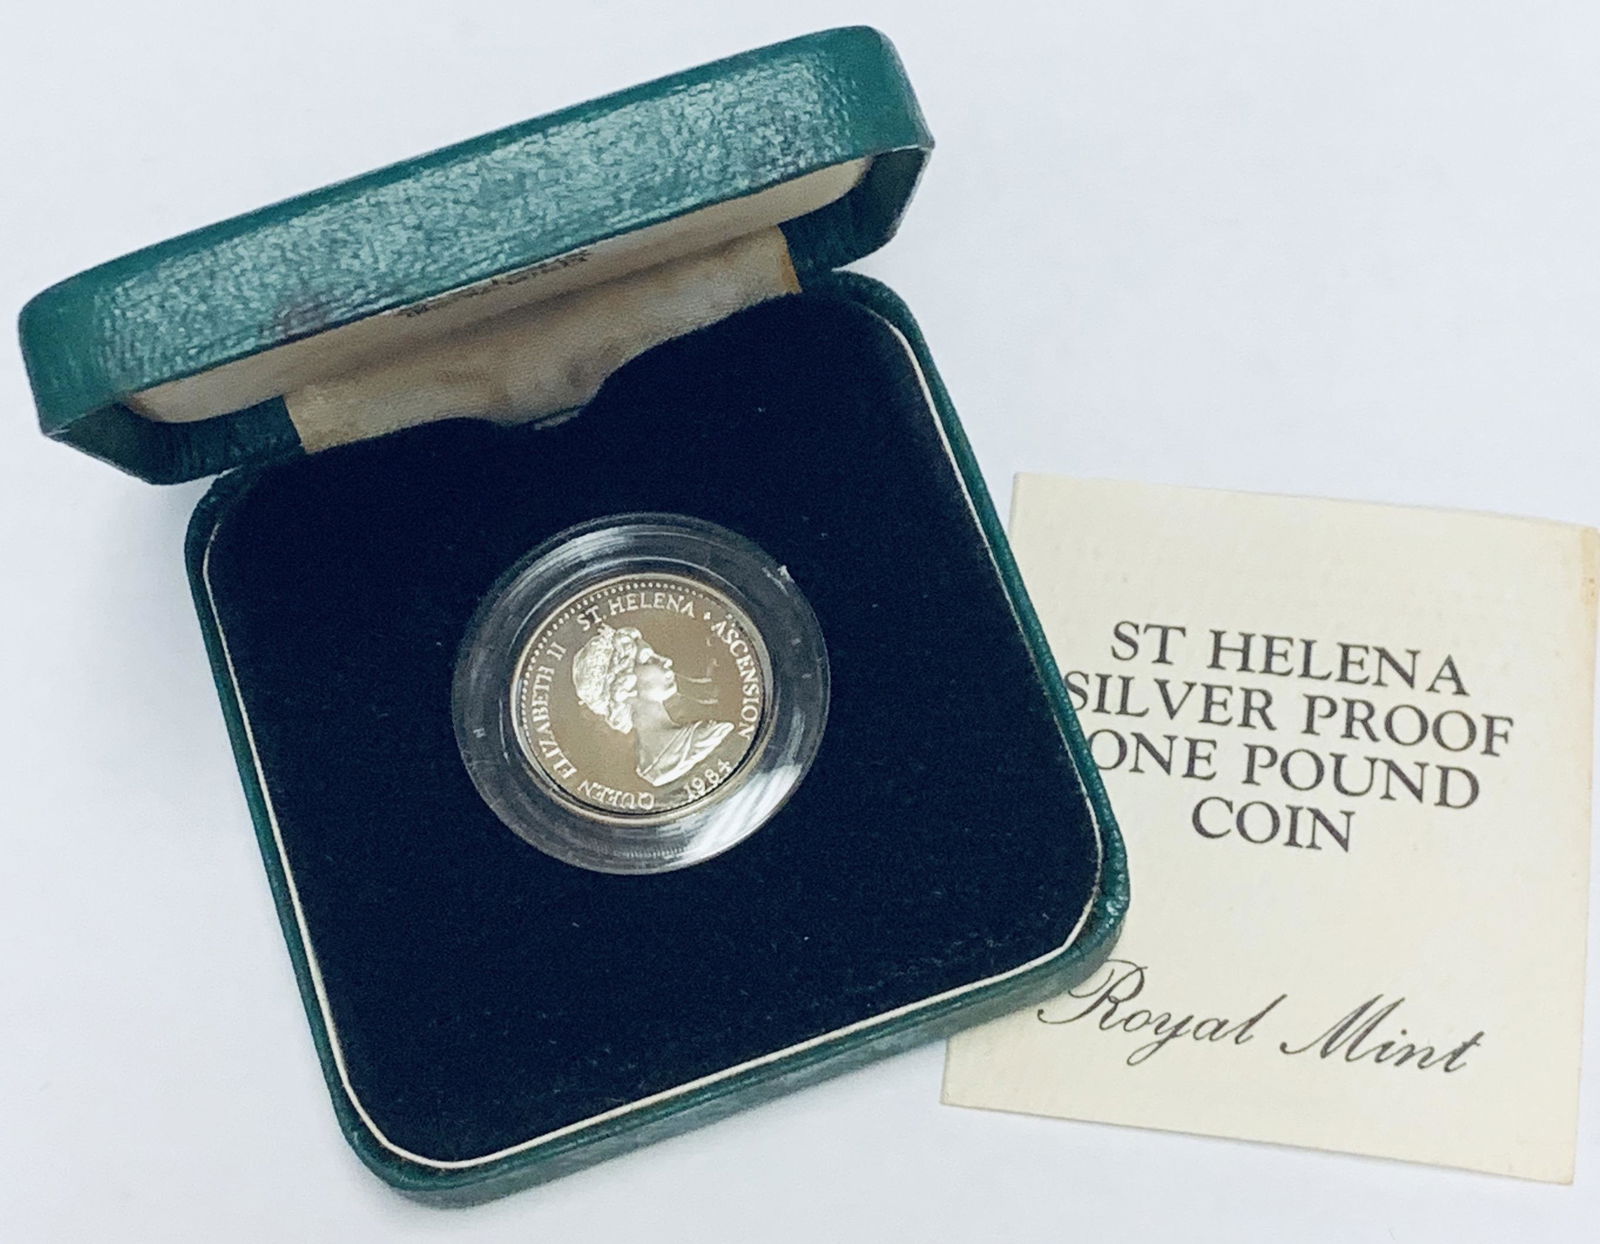 QUEEN ELIZABETH II ST. HELENA • ASCENSION 1984
ST HELENA
SILVER PROOF
ONE POUND
COIN
Royal Mint